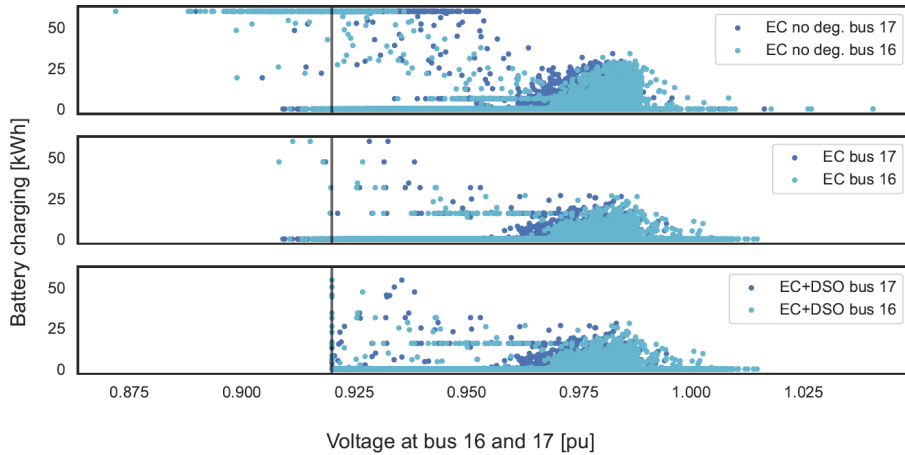 50
25
0
EC no deg. bus 17
EC no deg. bus 16
50
25
0
EC bus 17
EC bus 16
50
25
0
EC+DSO bus 17
EC+DSO bus 16
Battery charging [kWh]
0.875 0.900 0.925 0.950 0.975 1.000 1.025
Voltage at bus 16 and 17 [pu]